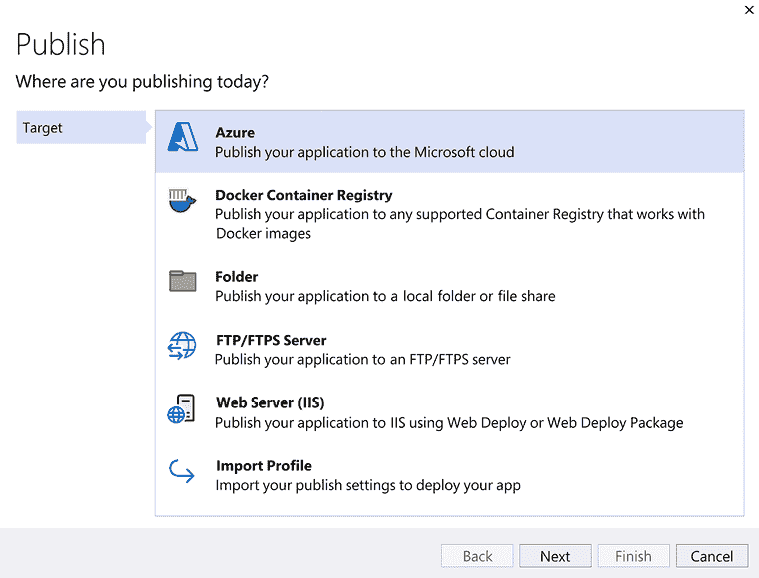 Publish
Where are you publishing today?
Target
Azure
Publish your application to the Microsoft cloud
Docker Container Registry
Publish your application to any supported Container Registry that works with
Docker images
Folder
Publish your application to a local folder or file share
FTP/FTPS Server
Publish your application to an FTP/FTPS server
Web Server (IIS)
Publish your application to IIS using Web Deploy or Web Deploy Package
Import Profile
Import your publish settings to deploy your app
Back
Next
Finish
Cancel